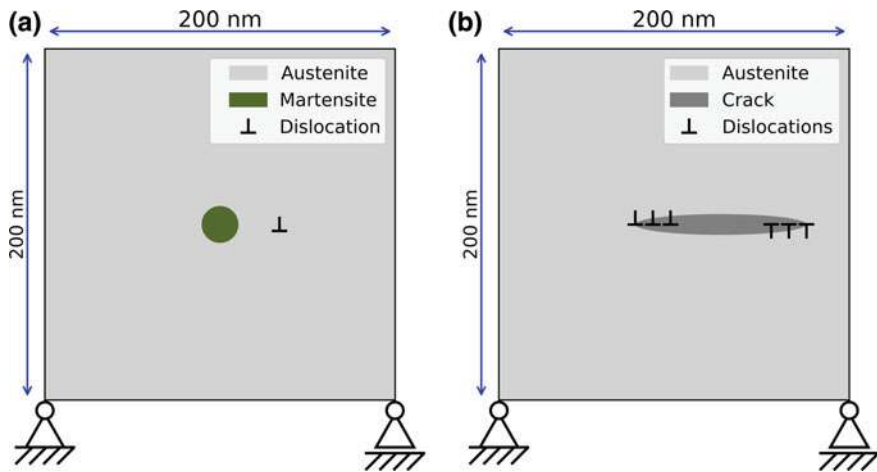 (a)
200 nm
200 nm
Austenite
Martensite
Dislocation
(b)
200 nm
200 nm
Austenite
Crack
Dislocations